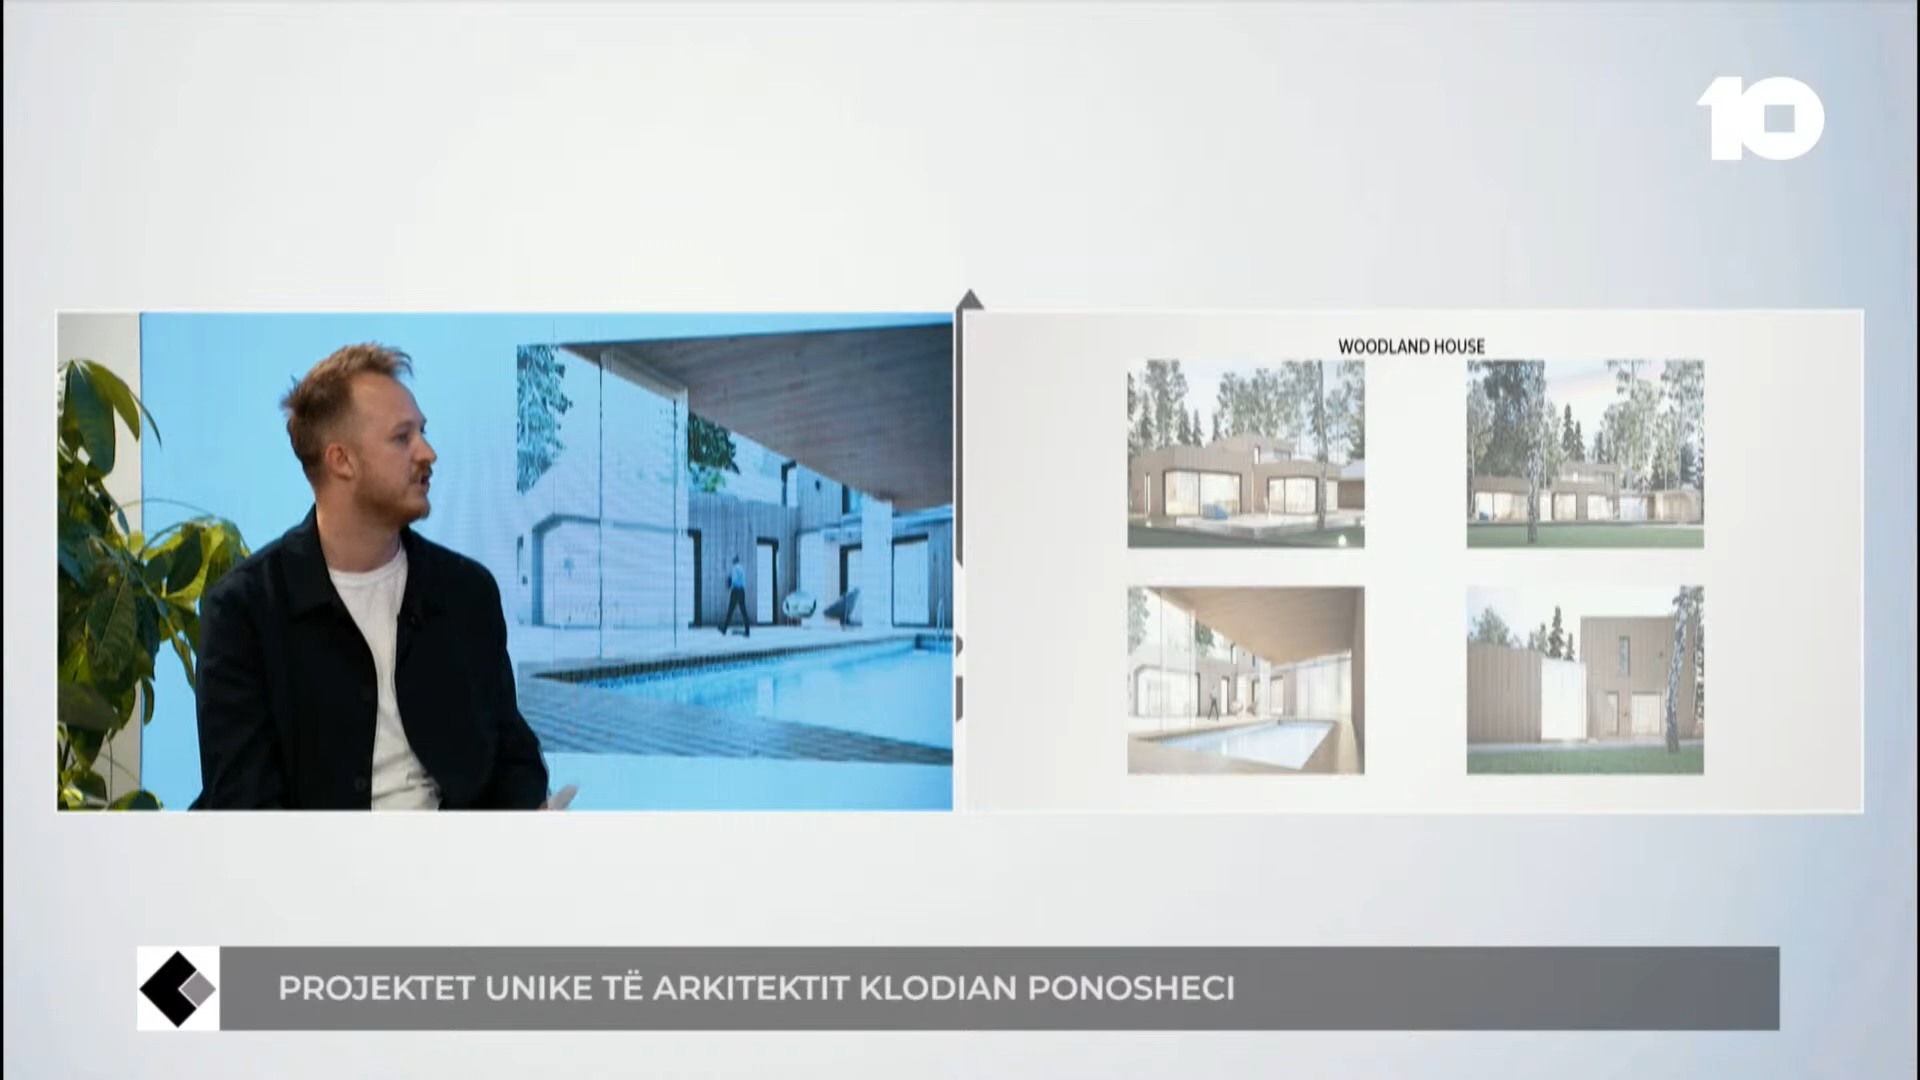 10
WOODLAND HOUSE
PROJEKTET UNIKE TË ARKITEKTIT KLODIAN PONOSHECI